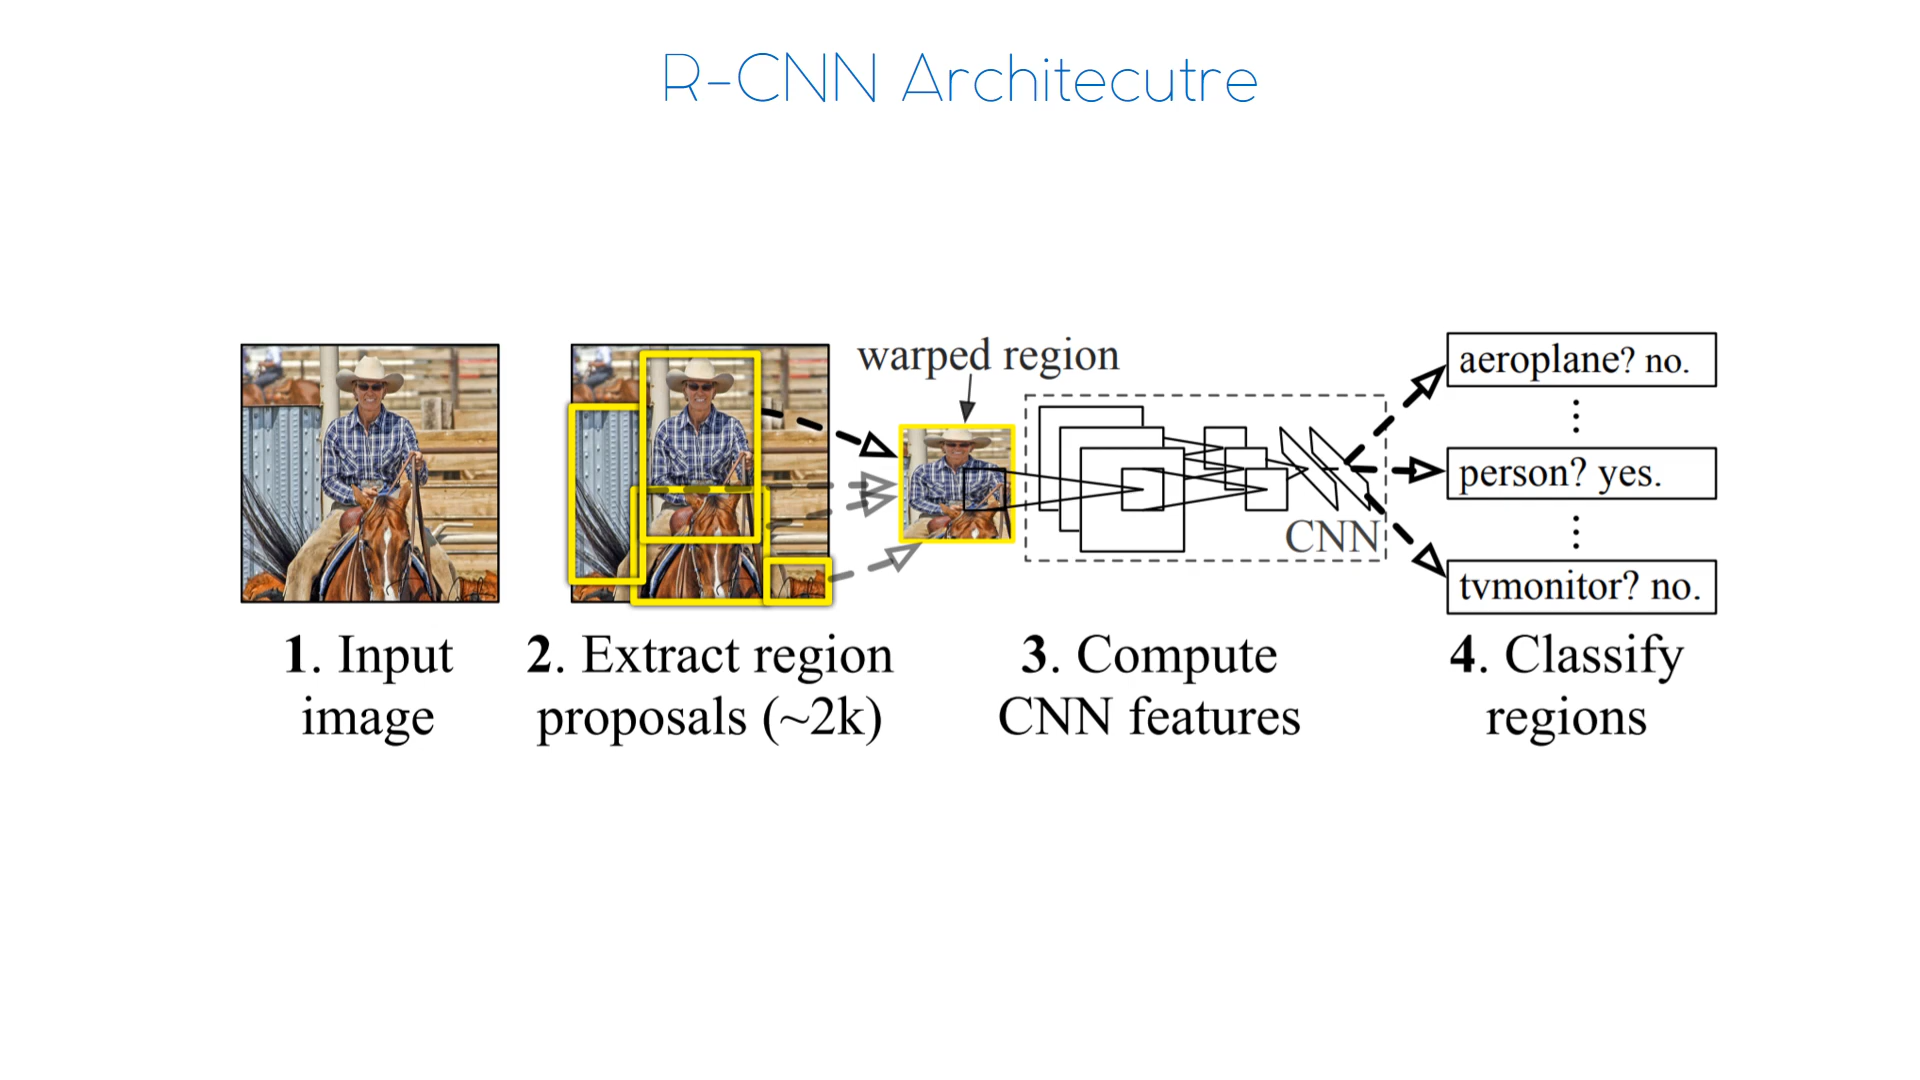 R-CNN Architecutre
warped region
aeroplane? no.
person? yes.
CNN
tvmonitor? no.
1. Input
image
2. Extract region
proposals (~2k)
3. Compute
CNN features
4. Classify
regions